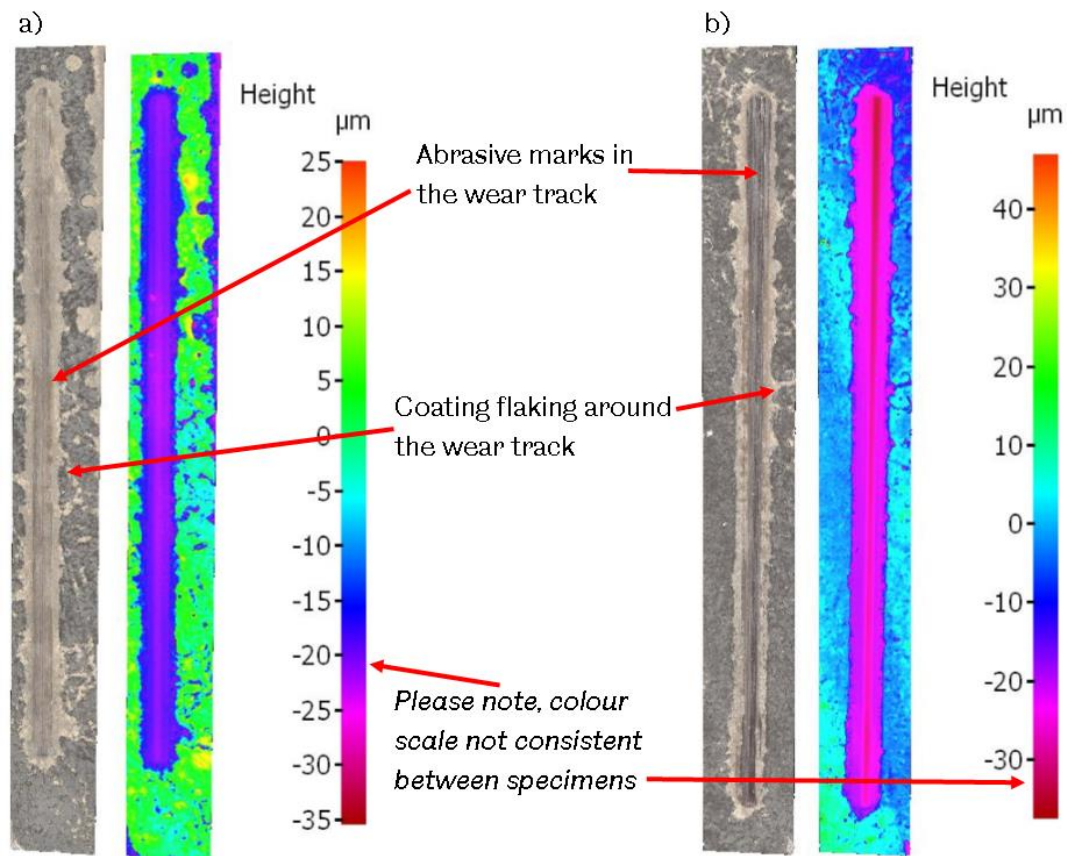 a)
Height
µm
25
20
15
10
5
0
-5
-10
-15
-20
-25
-30
-35
Abrasive marks in
the wear track
Coating flaking around
the wear track
Please note, colour
scale not consistent
between specimens
b)
Height
µm
40
30
20
10
0
-10
-20
-30